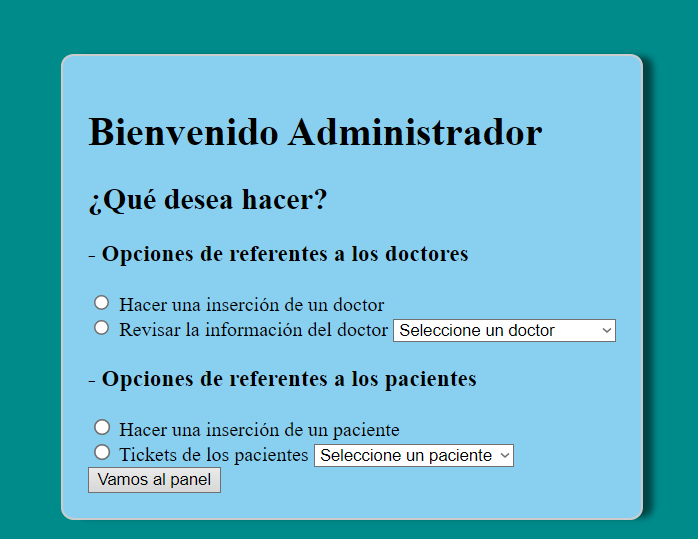 Bienvenido Administrador
¿Qué desea hacer?
- Opciones de referentes a los doctores
Hacer una inserción de un doctor
Revisar la información del doctor Seleccione un doctor
- Opciones de referentes a los pacientes
Hacer una inserción de un paciente
Tickets de los pacientes Seleccione un paciente
Vamos al panel